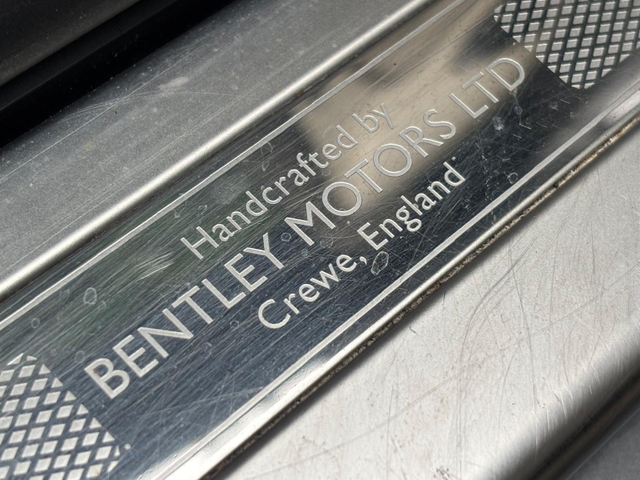 Handcrafted by
BENTLEY MOTORS LTD
Crewe, England